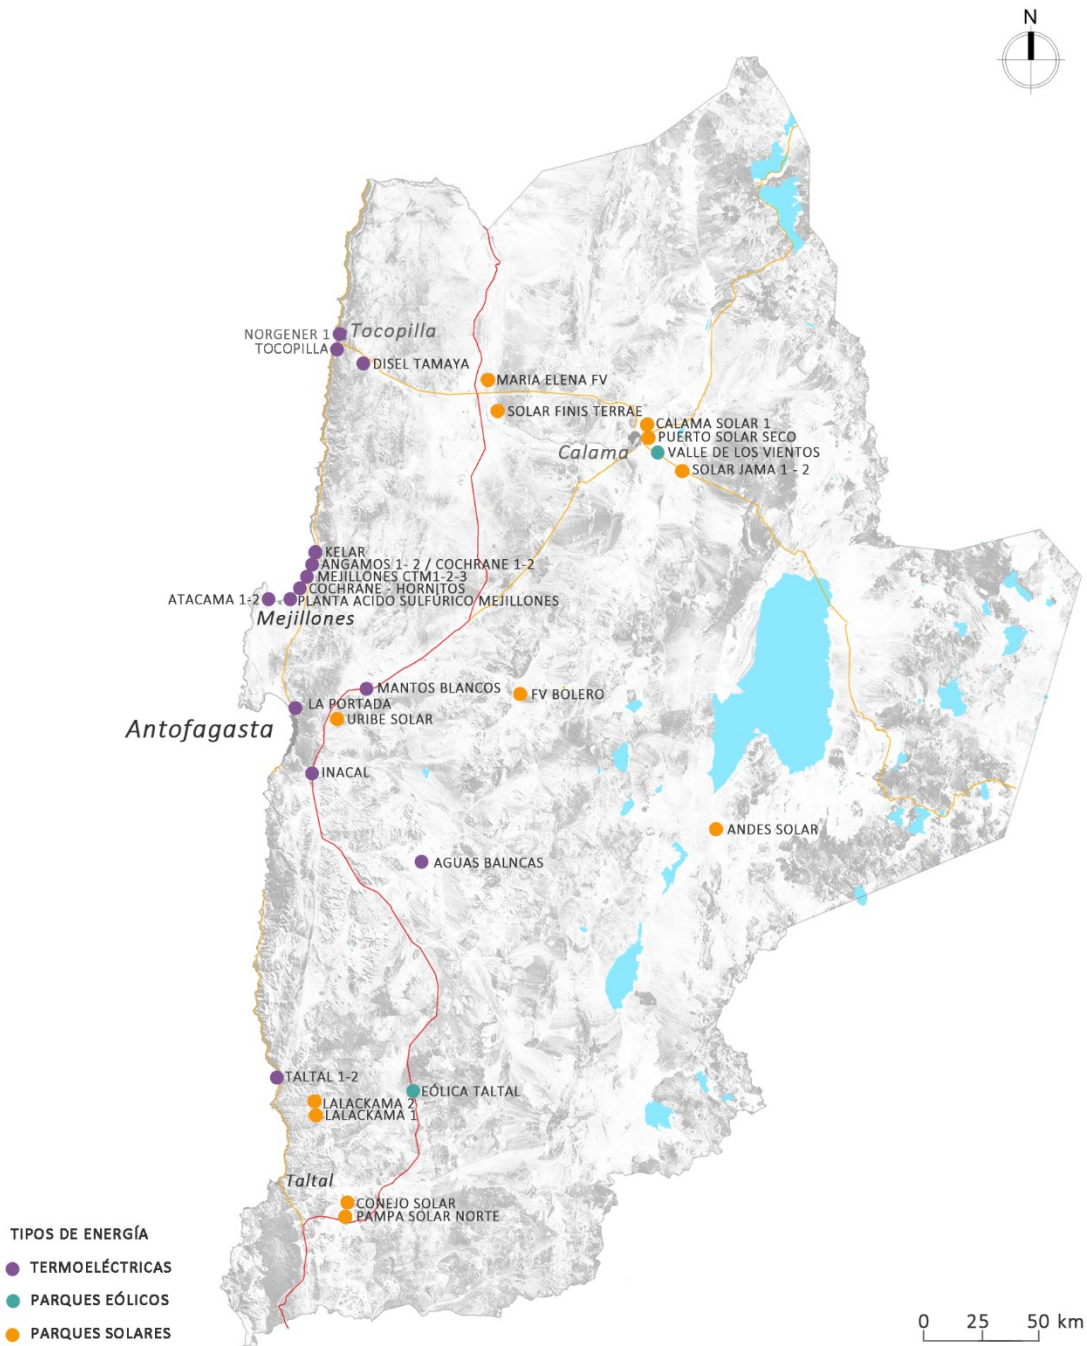 N
NORGENER 1
Tocopilla
TOCOPILLA
DISEL TAMAYA
MARIA ELENA FV
SOLAR FINIS TERRAE
CALAMA SOLAR 1
PUERTO SOLAR SECO
Calama
VALLE DE LOS VIENTOS
SOLAR JAMA 1 - 2
KELAR
ANGAMOS 1- 2 / COCHRANE 1-2
MEJILLONES CTM1-2-3
COCHRANE - HORNITOS
ATACAMA 1-2
PLANTA ACIDO SULFÚRICO MEJILLONES
Mejillones
MANTOS BLANCOS
FV BOLERO
LA PORTADA
URIBE SOLAR
Antofagasta
INACAL
ANDES SOLAR
AGUAS BALNCAS
TALTAL 1-2
EÓLICA TALTAL
LALACKAMA 2
LALACKAMA 1
Taltal
CONEJO SOLAR
PAMPA SOLAR NORTE
TIPOS DE ENERGÍA
TERMOELÉCTRICAS
PARQUES EÓLICOS
PARQUES SOLARES
0 25 50 km